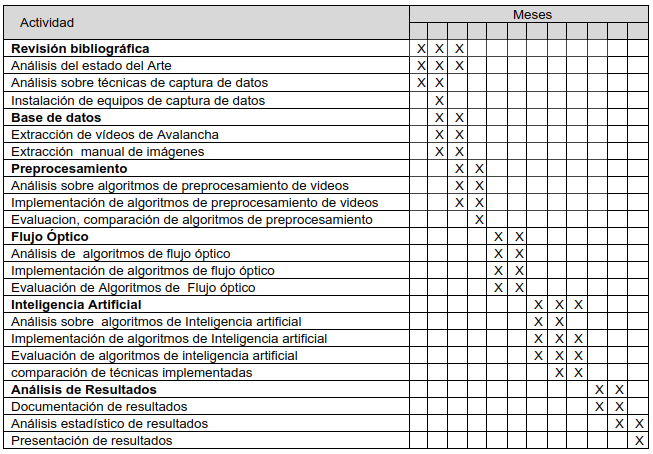 Actividad
Meses
Revisión bibliográfica X X X
Análisis del estado del Arte X X X
Análisis sobre técnicas de captura de datos X X
Instalación de equipos de captura de datos X
Base de datos X X
Extracción de vídeos de Avalancha X X
Extracción manual de imágenes X X
Preprocesamiento X X
Análisis sobre algoritmos de preprocesamiento de videos X X
Implementación de algoritmos de preprocesamiento de videos X X
Evaluacion, comparación de algoritmos de preprocesamiento X
Flujo Óptico X X
Análisis de algoritmos de flujo óptico X X
Implementación de algoritmos de flujo óptico X X
Evaluación de Algoritmos de Flujo óptico X X
Inteligencia Artificial X X X
Análisis sobre algoritmos de Inteligencia artificial X X
Implementación de algoritmos de Inteligencia artificial X X X
Evaluación de algoritmos de inteligencia artificial X X X
comparación de técnicas implementadas X X
Análisis de Resultados X X
Documentación de resultados X X
Análisis estadístico de resultados X X
Presentación de resultados X